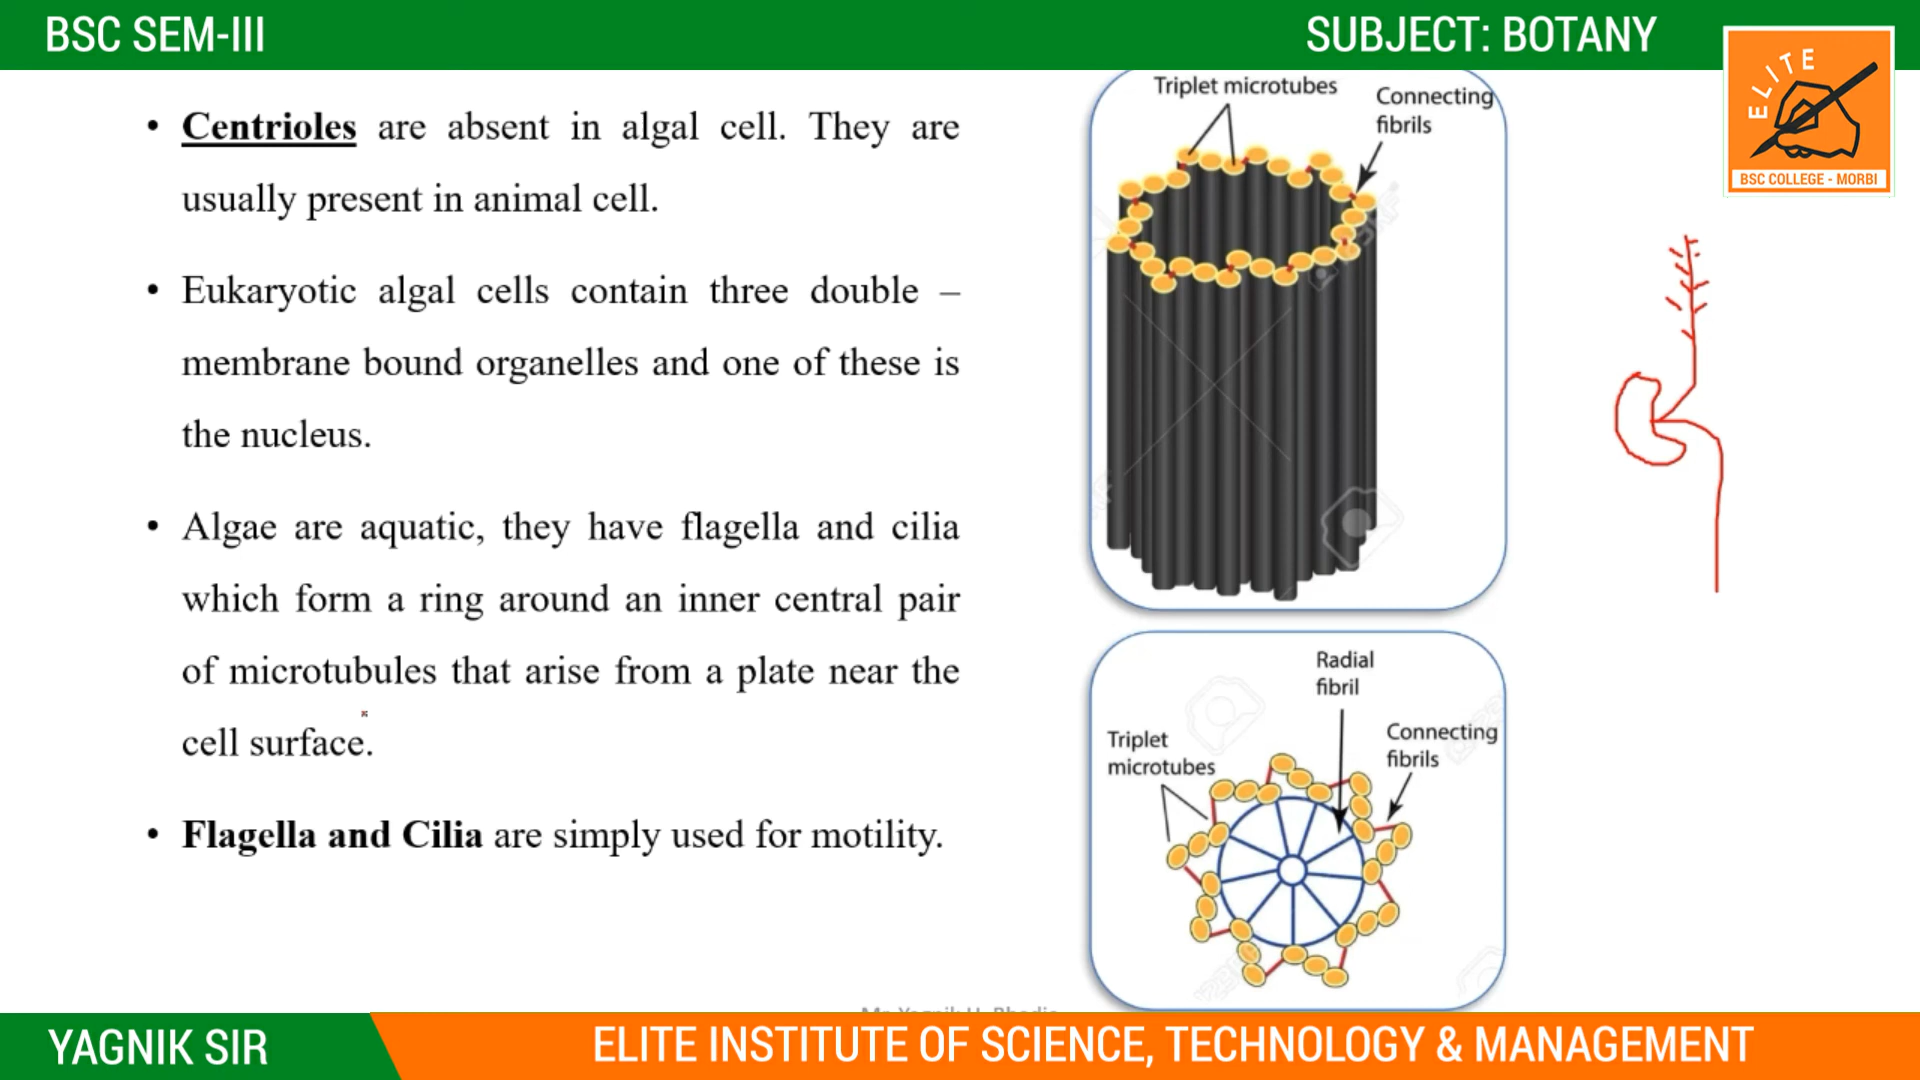 BSC SEM-III
SUBJECT: BOTANY
ELITE
BSC COLLEGE - MORBI
• Centrioles are absent in algal cell. They are
usually present in animal cell.
• Eukaryotic algal cells contain three double –
membrane bound organelles and one of these is
the nucleus.
• Algae are aquatic, they have flagella and cilia
which form a ring around an inner central pair
of microtubules that arise from a plate near the
cell surface.
• Flagella and Cilia are simply used for motility.
Triplet microtubes
Connecting
fibrils
Radial
fibril
Triplet
microtubes
Connecting
fibrils
YAGNIK SIR
ELITE INSTITUTE OF SCIENCE, TECHNOLOGY & MANAGEMENT